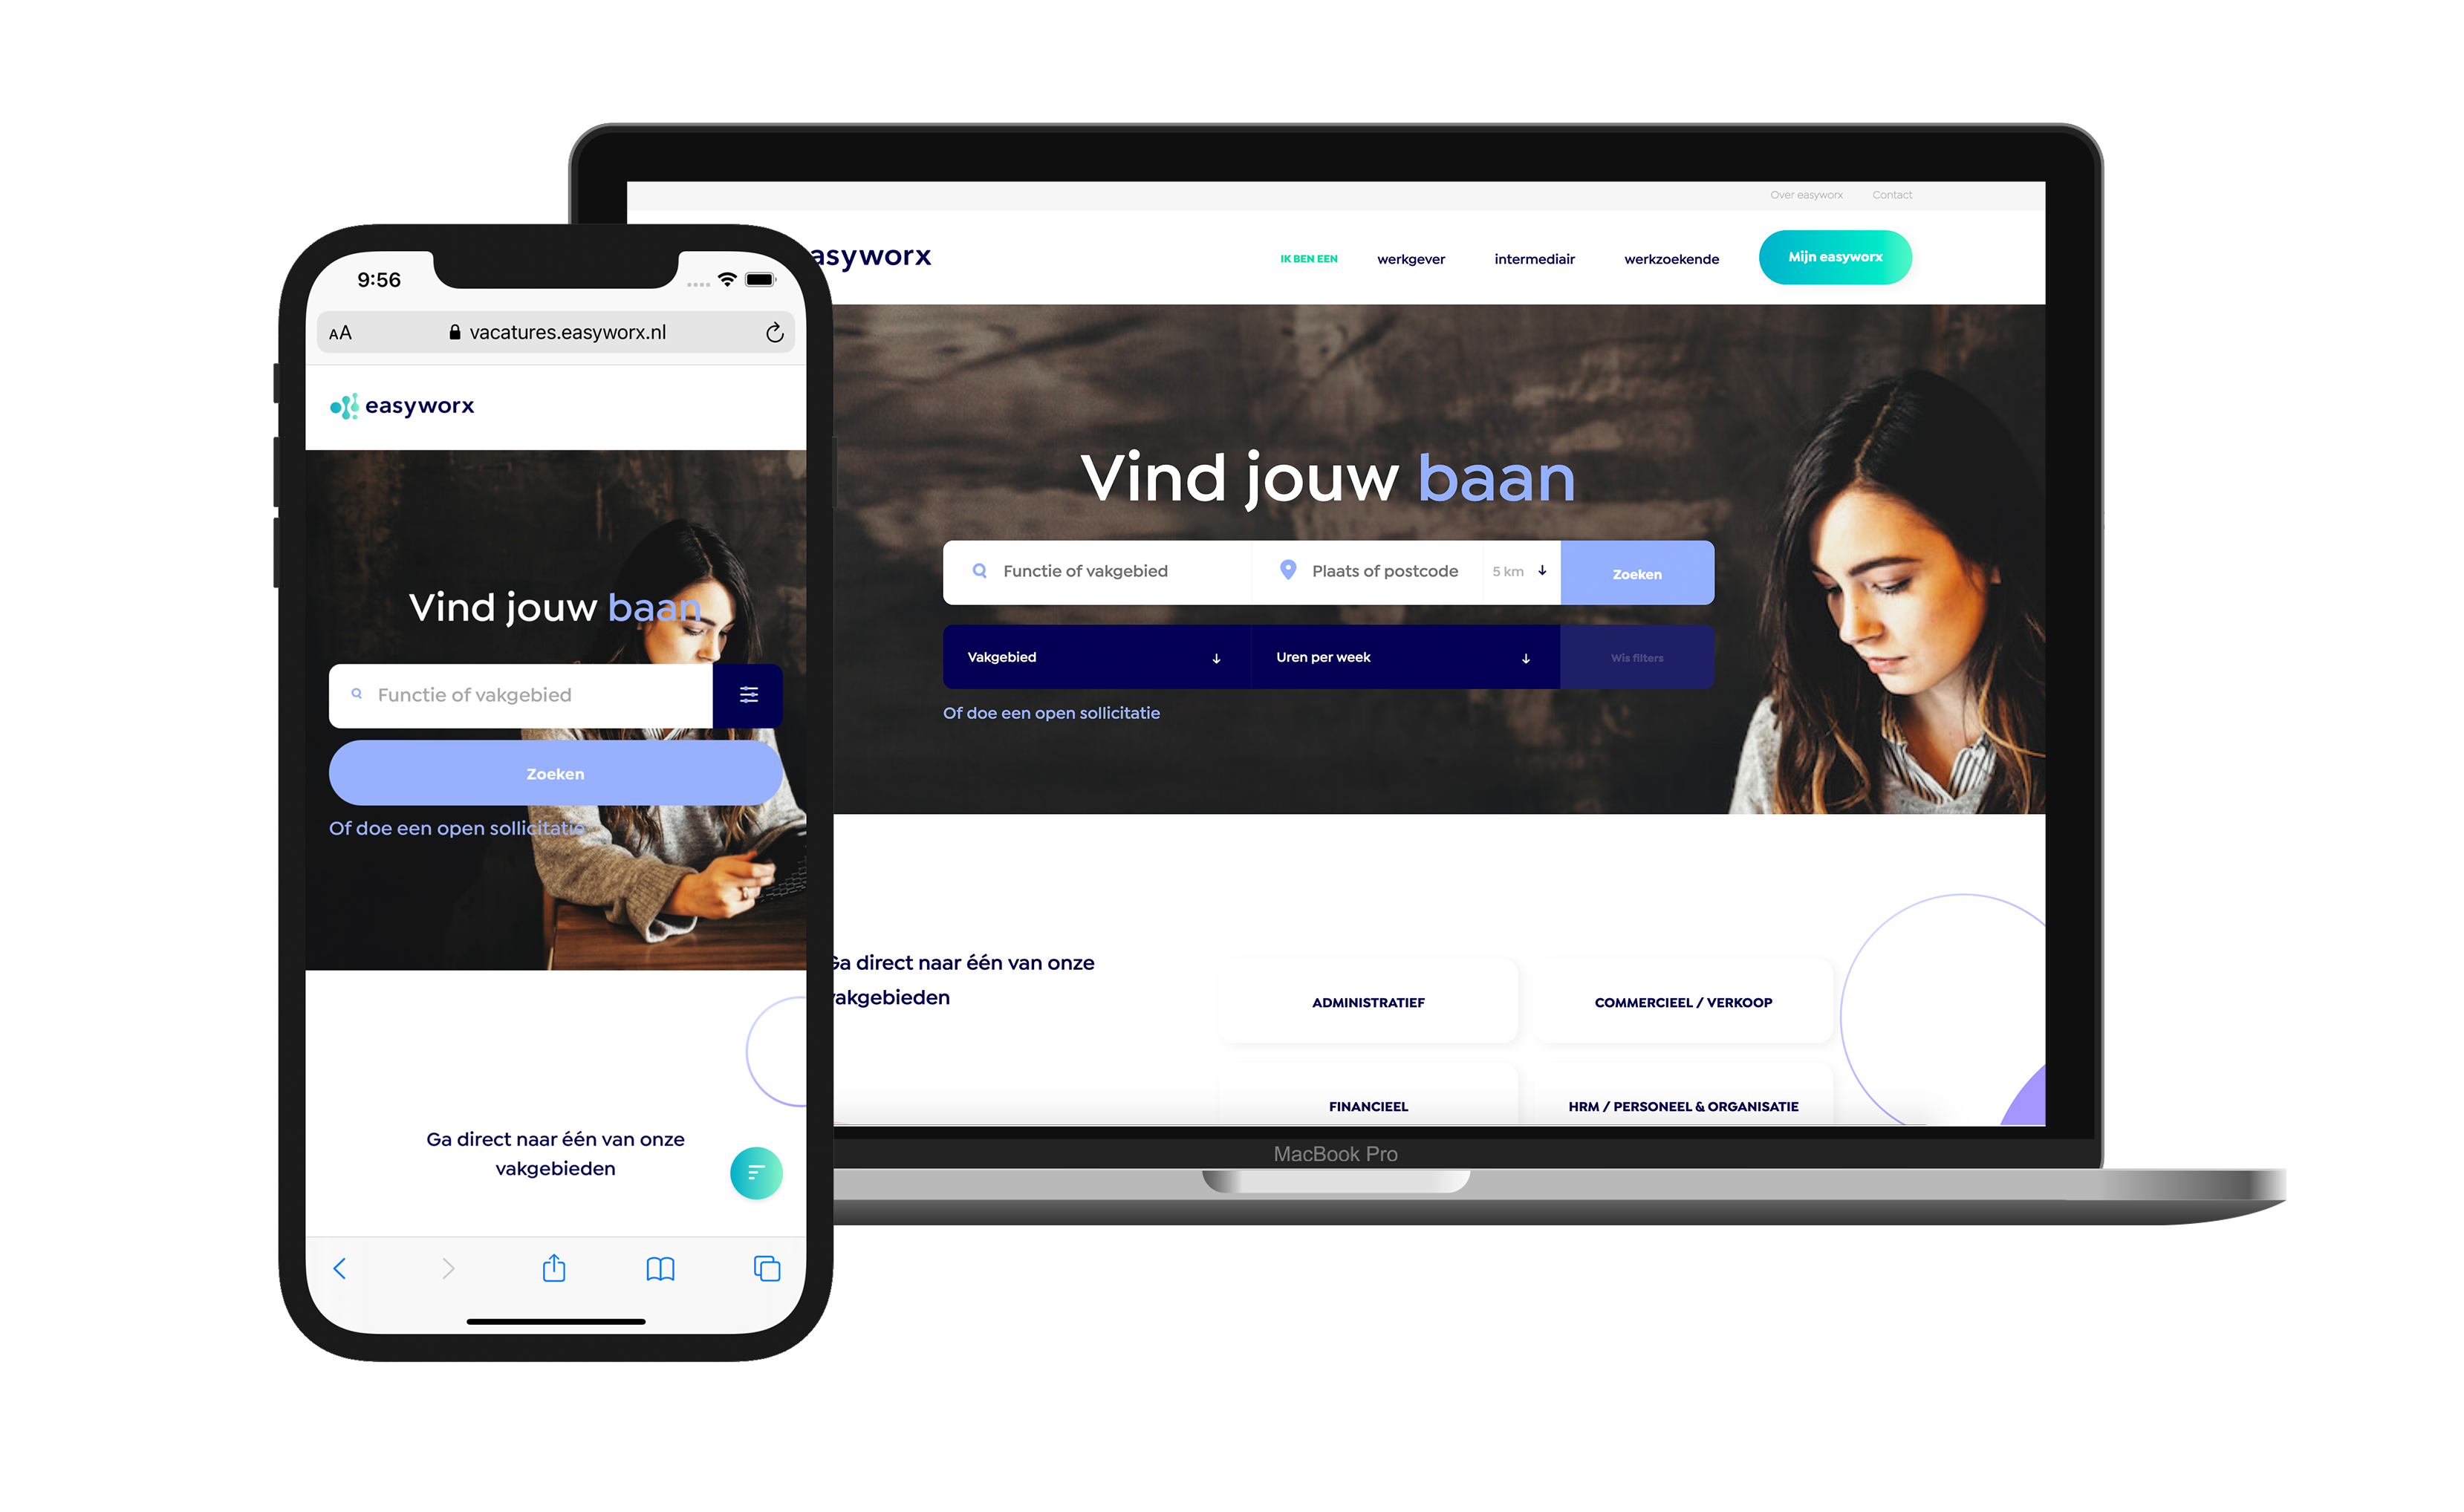 9:56
AA
vacatures.easyworx.nl
easyworx
Vind jouw baan
Functie of vakgebied
Zoeken
Of doe een open sollicitatie
Ga direct naar één van onze
vakgebieden
Over easyworx Contact
asyworx
IK BEN EEN werkgever intermediair werkzoekende Mijn easyworx
Vind jouw baan
Functie of vakgebied Plaats of postcode 5 km Zoeken
Vakgebied Uren per week Wis filters
Of doe een open sollicitatie
Ga direct naar één van onze
akgebieden
ADMINISTRATIEF COMMERCIEEL / VERKOOP
FINANCIEEL HRM / PERSONEEL & ORGANISATIE
MacBook Pro